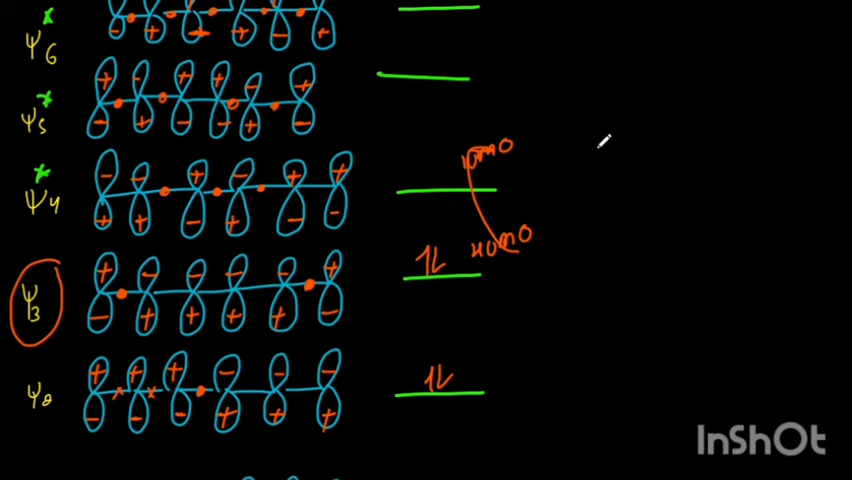 *
ψ6
− + − + − +
*
+ − + + − +
ψ5
− + − − + −
LUMO
*
− − + − + +
ψ4
+ + − + − −
HOMO
+ − − − − + ⥮
ψ3
− + + + + −
+ + + − − − ⥮
ψ2
− − − + + +
InShOt